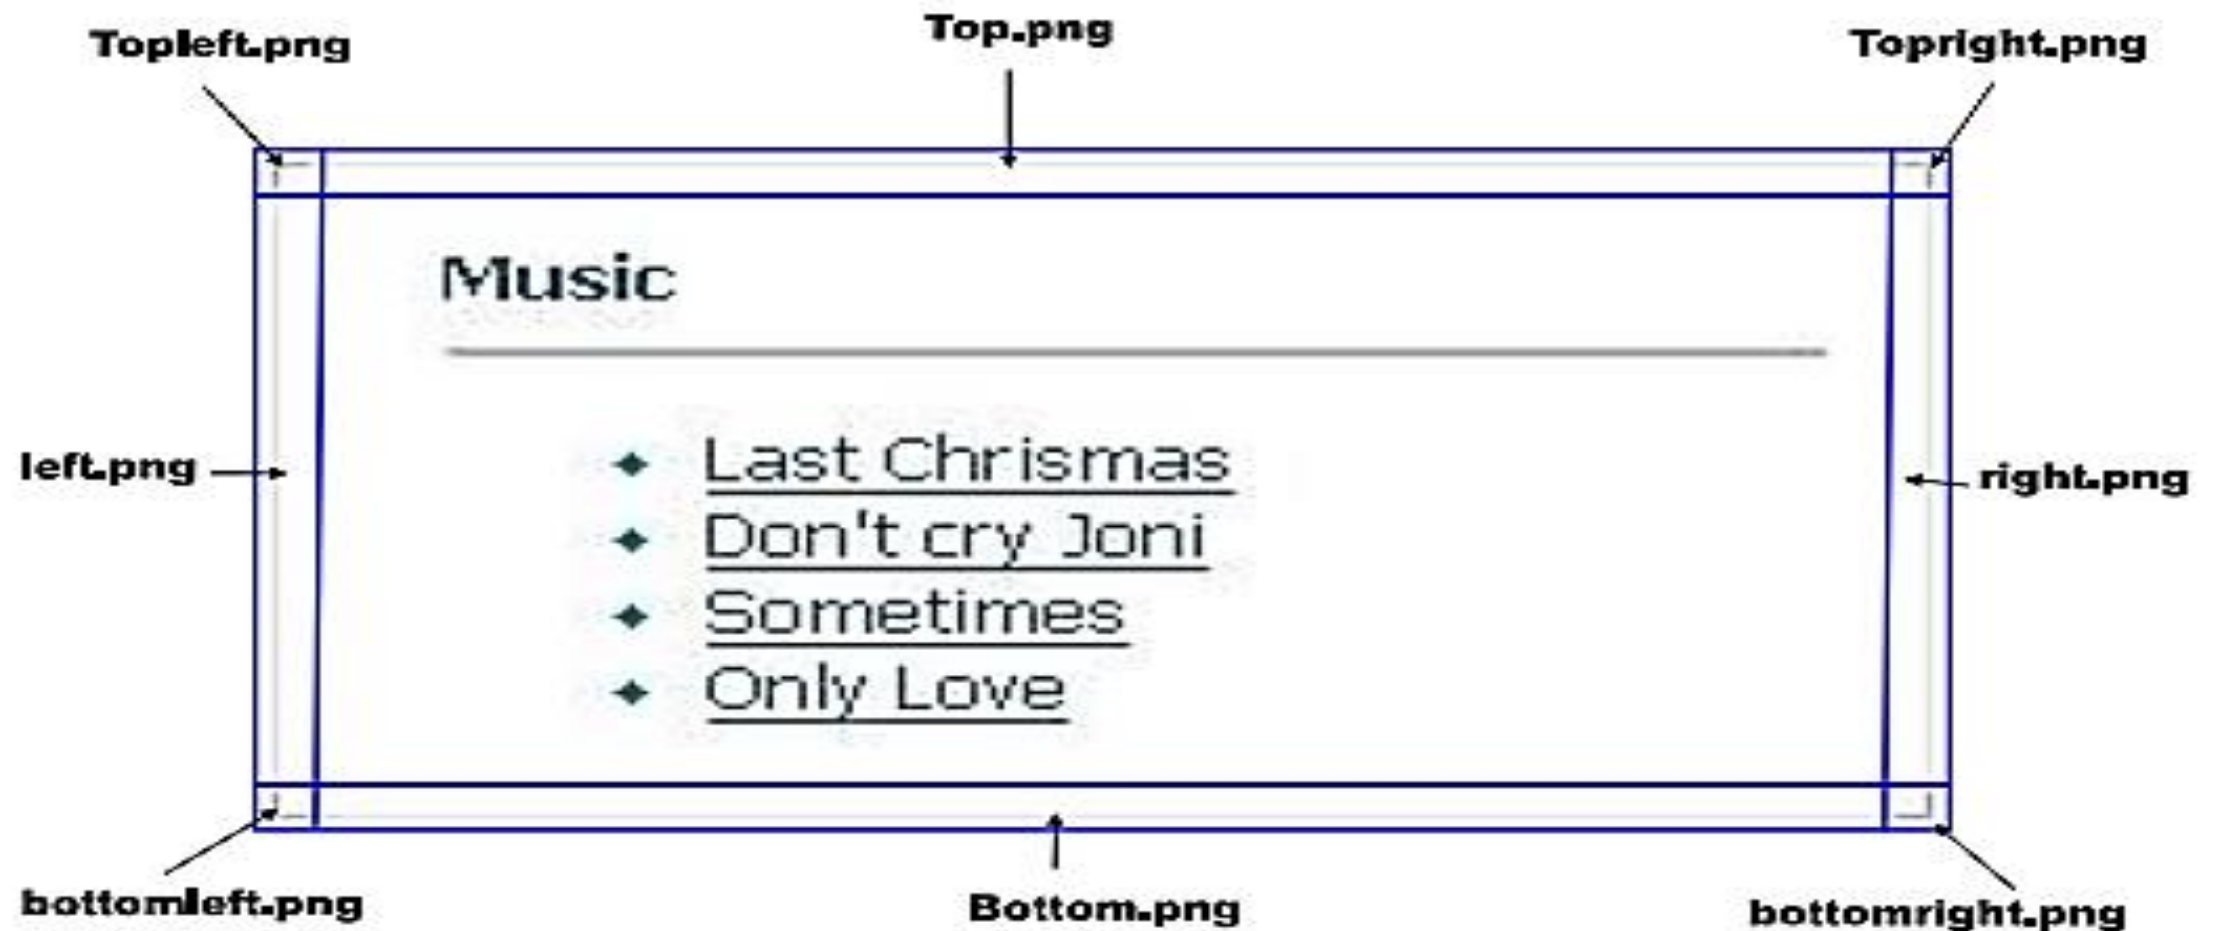 Topleft.png
Top.png
Topright.png
Music
Last Chrismas
left.png
right.png
Don't cry Joni
Sometimes
Only Love
bottomleft.png
Bottom.png
bottomright.png